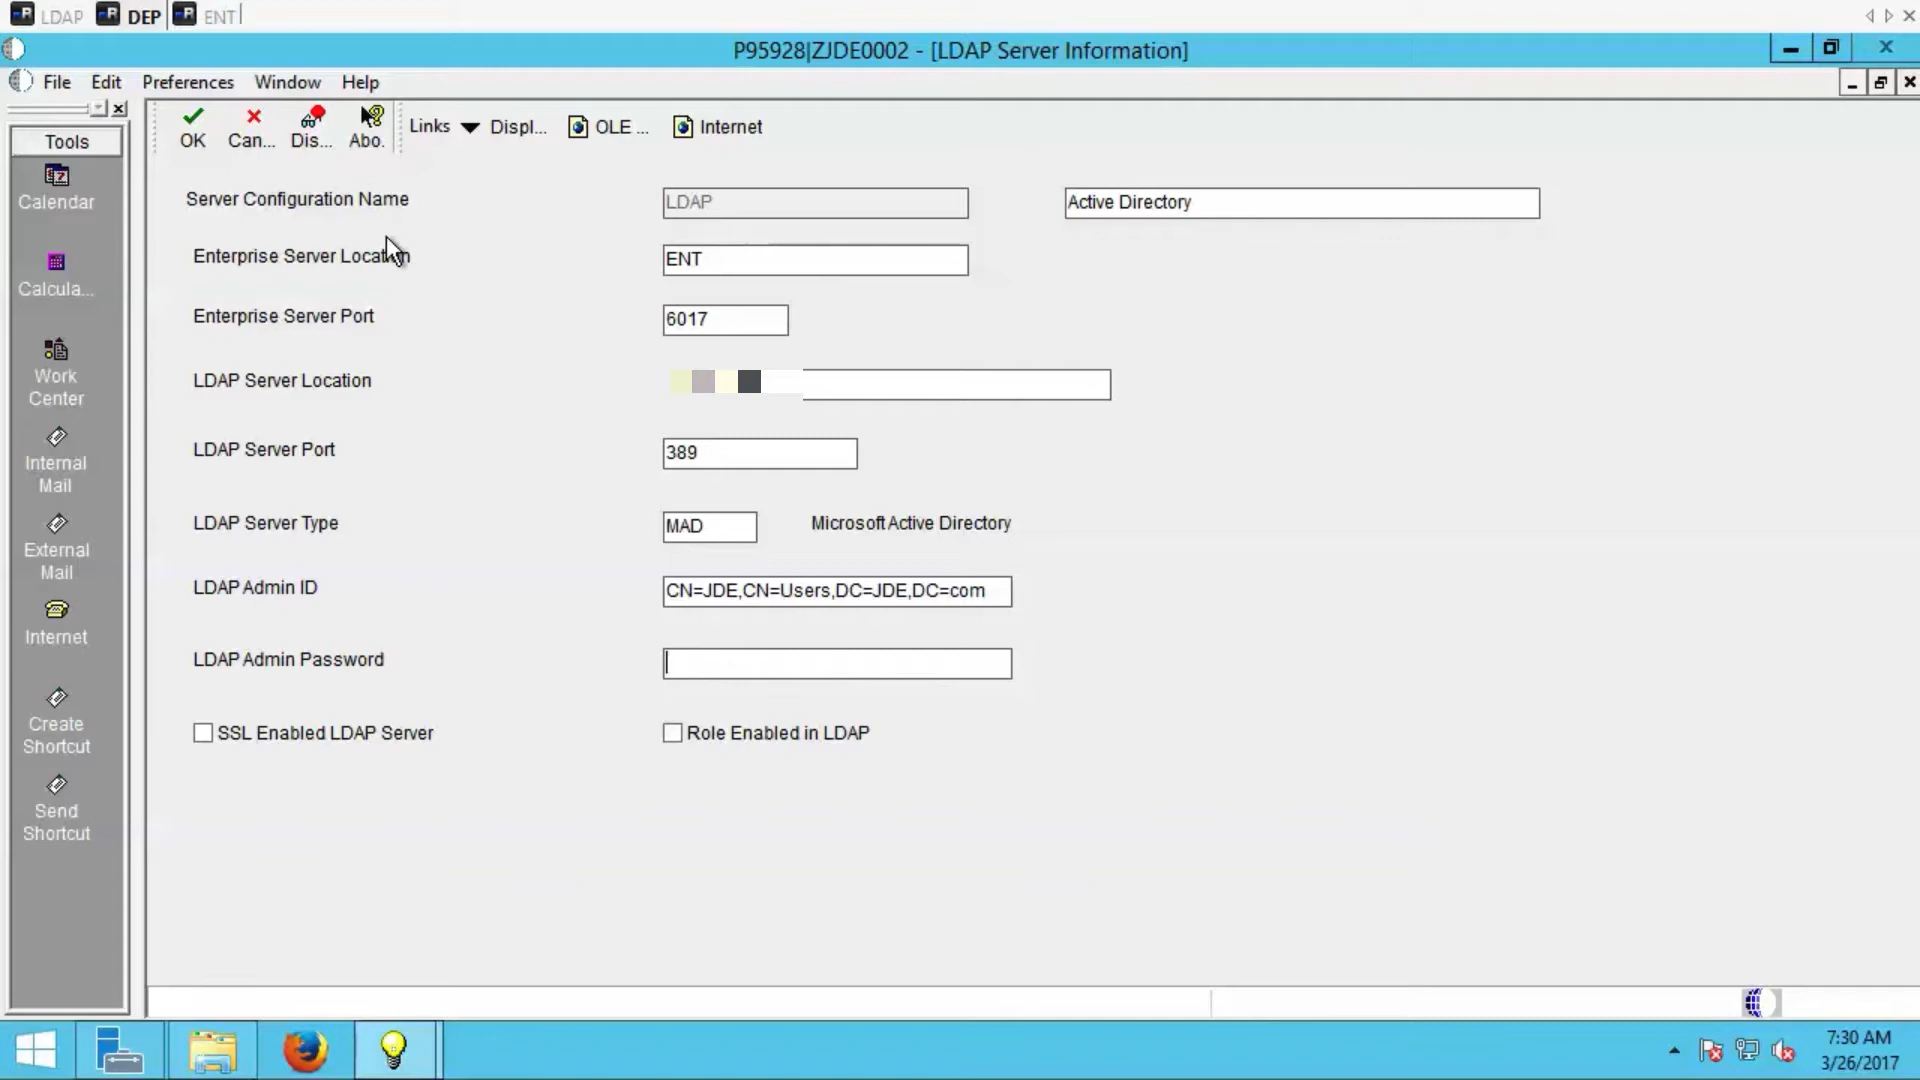 LDAP DEP ENT
P95928|ZJDE0002 - [LDAP Server Information]
File Edit Preferences Window Help
Tools
OK Can... Dis... Abo. Links Displ... OLE ... Internet
Calendar
Calcula...
Work
Center
Internal
Mail
External
Mail
Internet
Create
Shortcut
Send
Shortcut
Server Configuration Name LDAP Active Directory
Enterprise Server Location ENT
Enterprise Server Port 6017
LDAP Server Location
LDAP Server Port 389
LDAP Server Type MAD Microsoft Active Directory
LDAP Admin ID CN=JDE,CN=Users,DC=JDE,DC=com
LDAP Admin Password
SSL Enabled LDAP Server Role Enabled in LDAP
7:30 AM
3/26/2017